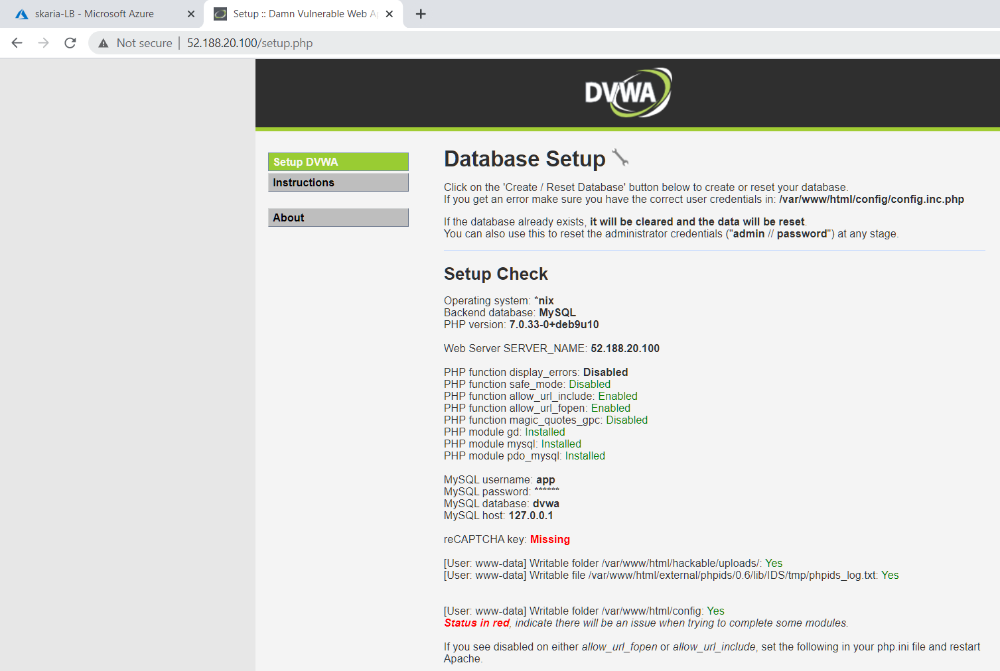 skaria-LB - Microsoft Azure
Setup :: Damn Vulnerable Web A
Not secure | 52.188.20.100/setup.php
DVWA
Setup DVWA
Instructions
About
Database Setup
Click on the 'Create / Reset Database' button below to create or reset your database.
If you get an error make sure you have the correct user credentials in: /var/www/html/config/config.inc.php
If the database already exists, it will be cleared and the data will be reset.
You can also use this to reset the administrator credentials ("admin // password") at any stage.
Setup Check
Operating system: *nix
Backend database: MySQL
PHP version: 7.0.33-0+deb9u10
Web Server SERVER_NAME: 52.188.20.100
PHP function display_errors: Disabled
PHP function safe_mode: Disabled
PHP function allow_url_include: Enabled
PHP function allow_url_fopen: Enabled
PHP function magic_quotes_gpc: Disabled
PHP module gd: Installed
PHP module mysql: Installed
PHP module pdo_mysql: Installed
MySQL username: app
MySQL password: ******
MySQL database: dvwa
MySQL host: 127.0.0.1
reCAPTCHA key: Missing
[User: www-data] Writable folder /var/www/html/hackable/uploads/: Yes
[User: www-data] Writable file /var/www/html/external/phpids/0.6/lib/IDS/tmp/phpids_log.txt: Yes
[User: www-data] Writable folder /var/www/html/config: Yes
Status in red, indicate there will be an issue when trying to complete some modules.
If you see disabled on either allow_url_fopen or allow_url_include, set the following in your php.ini file and restart
Apache.